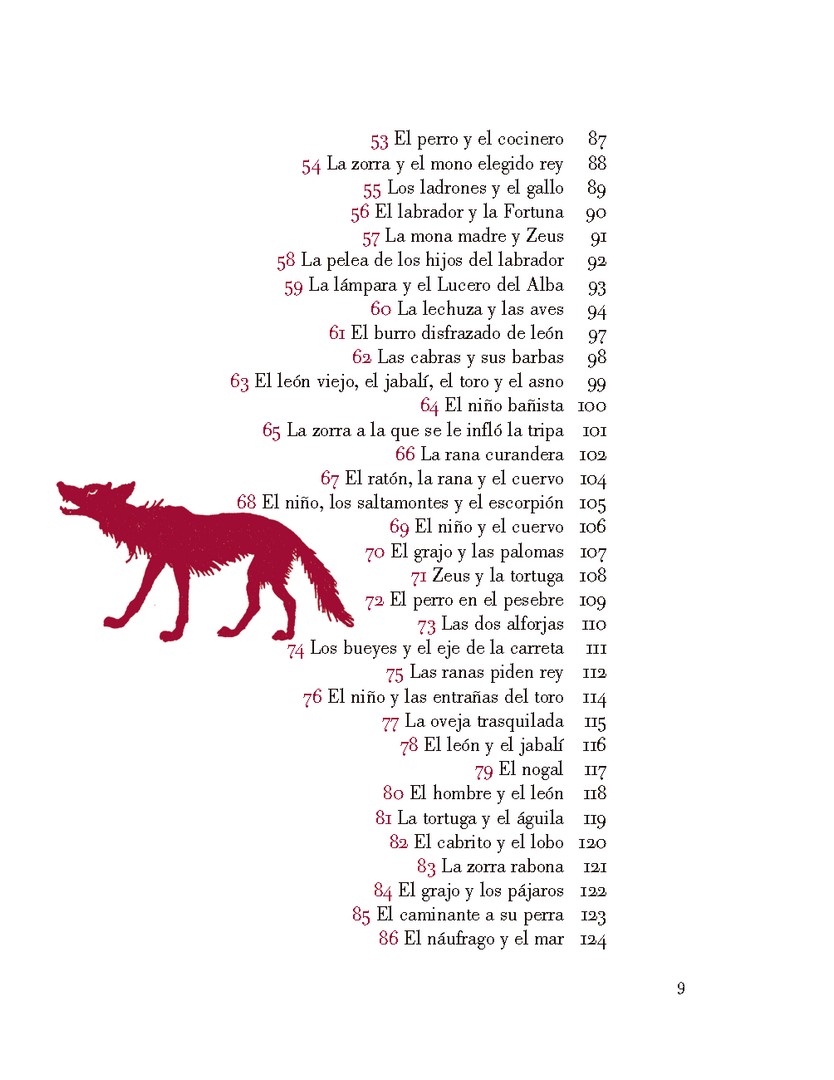 53 El perro y el cocinero 87
54 La zorra y el mono elegido rey 88
55 Los ladrones y el gallo 89
56 El labrador y la Fortuna 90
57 La mona madre y Zeus 91
58 La pelea de los hijos del labrador 92
59 La lámpara y el Lucero del Alba 93
60 La lechuza y las aves 94
61 El burro disfrazado de león 97
62 Las cabras y sus barbas 98
63 El león viejo, el jabalí, el toro y el asno 99
64 El niño bañista 100
65 La zorra a la que se le infló la tripa 101
66 La rana curandera 102
67 El ratón, la rana y el cuervo 104
68 El niño, los saltamontes y el escorpión 105
69 El niño y el cuervo 106
70 El grajo y las palomas 107
71 Zeus y la tortuga 108
72 El perro en el pesebre 109
73 Las dos alforjas 110
74 Los bueyes y el eje de la carreta 111
75 Las ranas piden rey 112
76 El niño y las entrañas del toro 114
77 La oveja trasquilada 115
78 El león y el jabalí 116
79 El nogal 117
80 El hombre y el león 118
81 La tortuga y el águila 119
82 El cabrito y el lobo 120
83 La zorra rabona 121
84 El grajo y los pájaros 122
85 El caminante a su perra 123
86 El náufrago y el mar 124
9